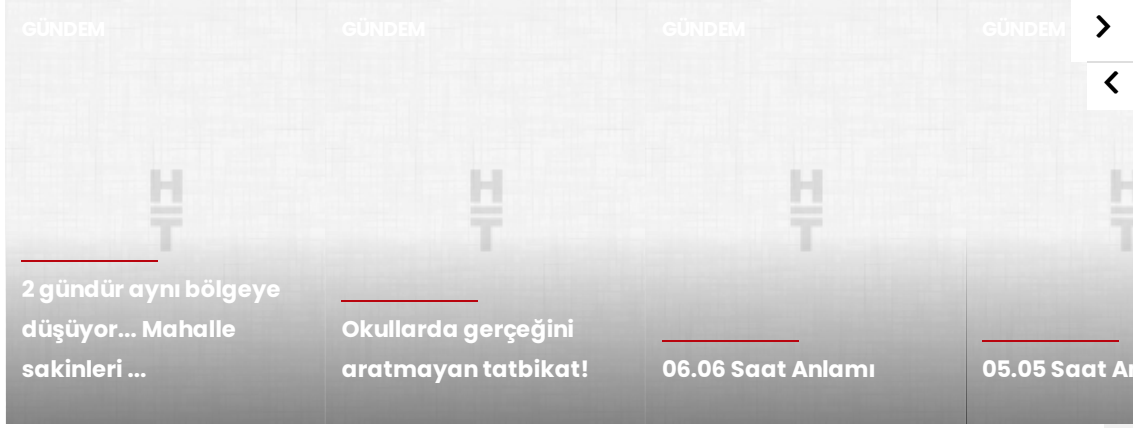 GÜNDEM
2 gündür aynı bölgeye
düşüyor... Mahalle
sakinleri ...
GÜNDEM
Okullarda gerçeğini
aratmayan tatbikat!
GÜNDEM
06.06 Saat Anlamı
GÜNDEM
05.05 Saat
H
T
H
T
H
T